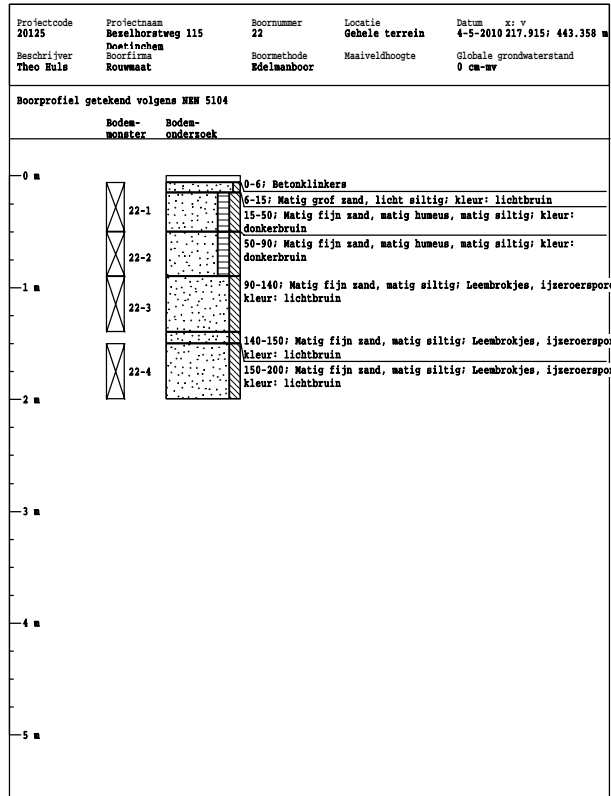 Projectcode Projectnaam Boornummer Locatie Datum x: y
20125 Bezelhorstweg 115 22 Gehele terrein 4-5-2010 217.915; 443.358 m
Doetinchem
Beschrijver Boorfirma Boormethode Maaiveldhoogte Globale grondwaterstand
Theo Huls Rouwmaat Edelmanboor 0 cm-mv
Boorprofiel getekend volgens NEN 5104
Bodem- Bodem-
monster onderzoek
0 m
0-6; Betonklinkers
6-15; Matig grof zand, licht siltig; kleur: lichtbruin
22-1 15-50; Matig fijn zand, matig humeus, matig siltig; kleur:
donkerbruin
50-90; Matig fijn zand, matig humeus, matig siltig; kleur:
22-2 donkerbruin
1 m 90-140; Matig fijn zand, matig siltig; Leembrokjes, ijzeroerspore
kleur: lichtbruin
22-3
140-150; Matig fijn zand, matig siltig; Leembrokjes, ijzeroerspor
kleur: lichtbruin
22-4 150-200; Matig fijn zand, matig siltig; Leembrokjes, ijzeroerspor
kleur: lichtbruin
2 m
3 m
4 m
5 m